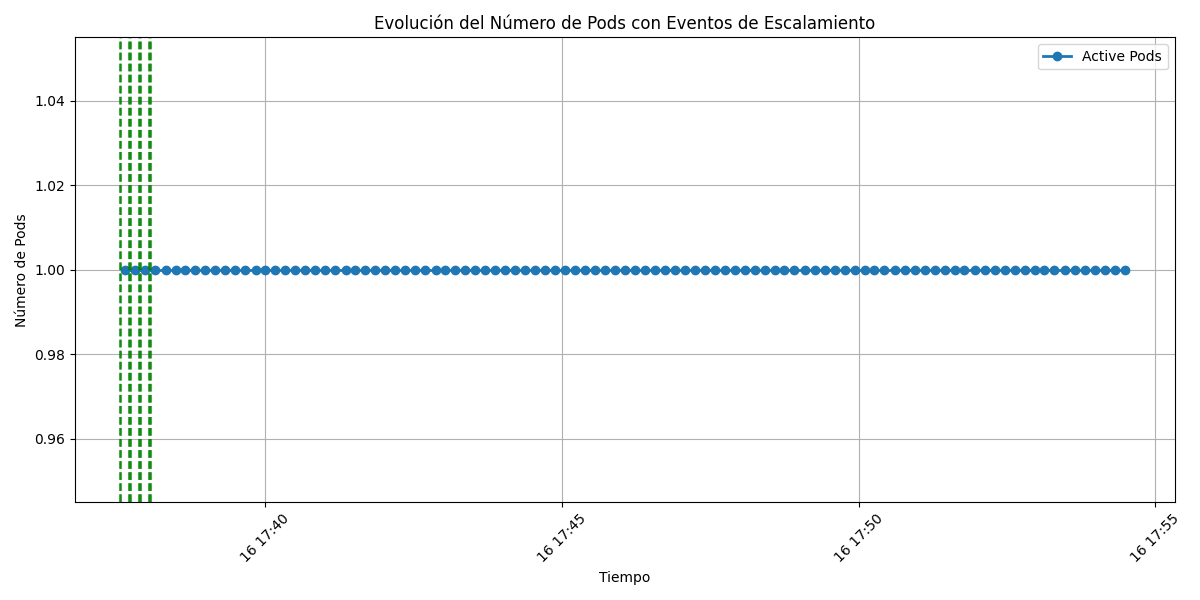 Evolución del Número de Pods con Eventos de Escalamiento
Active Pods
Número de Pods
1.04
1.02
1.00
0.98
0.96
16 17:40
16 17:45
16 17:50
16 17:55
Tiempo